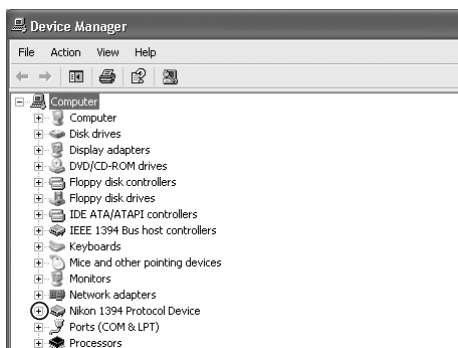 Device Manager
File Action View Help
Computer
Computer
Disk drives
Display adapters
DVD/CD-ROM drives
Floppy disk controllers
Floppy disk drives
IDE ATA/ATAPI controllers
IEEE 1394 Bus host controllers
Keyboards
Mice and other pointing devices
Monitors
Network adapters
Nikon 1394 Protocol Device
Ports (COM & LPT)
Processors